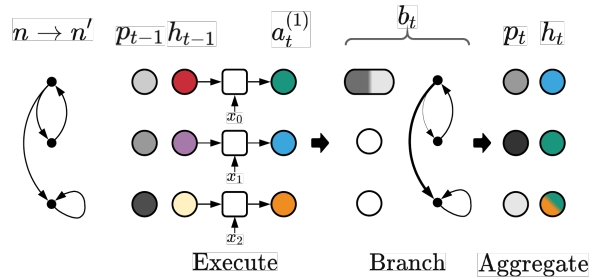 n → n′ p_{t−1} h_{t−1} a_t^{(1)} b_t p_t h_t
x_0
x_1
x_2
Execute Branch Aggregate